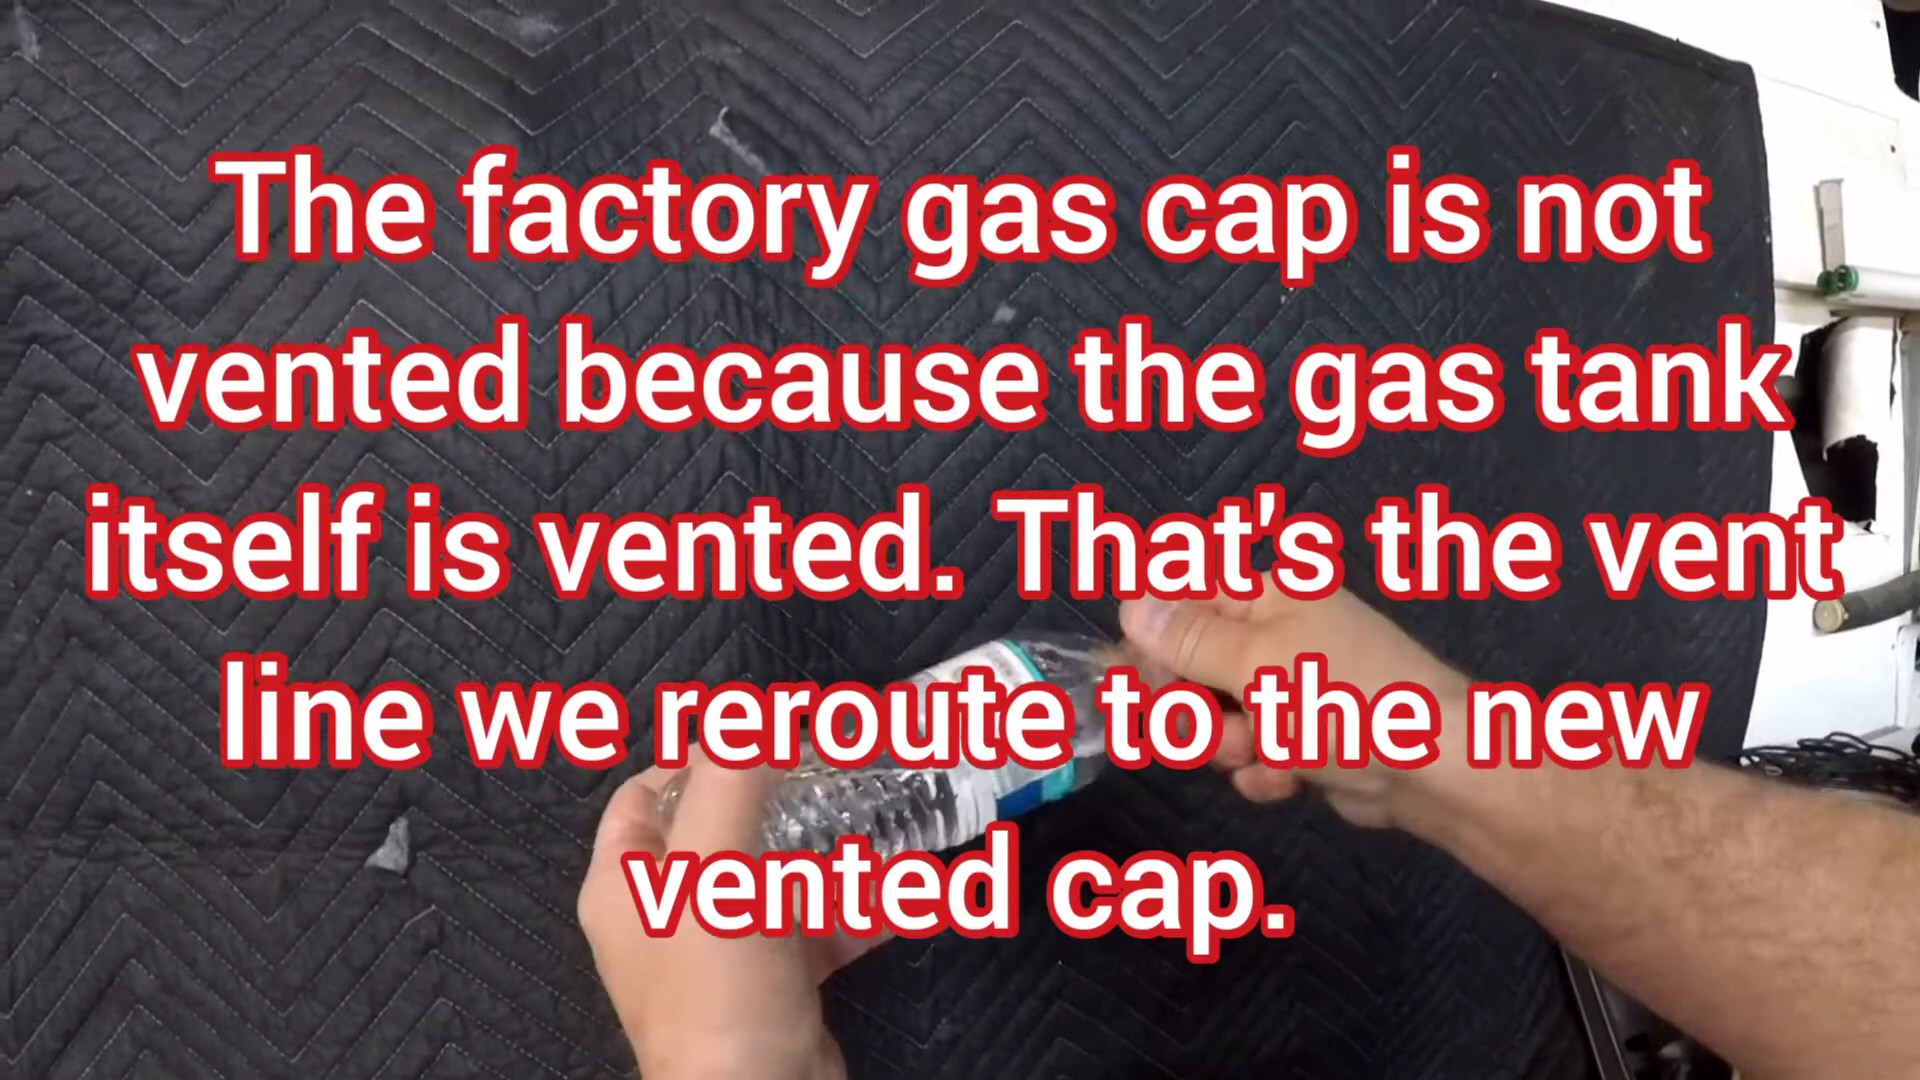 The factory gas cap is not
vented because the gas tank
itself is vented. That's the vent
line we reroute to the new
vented cap.